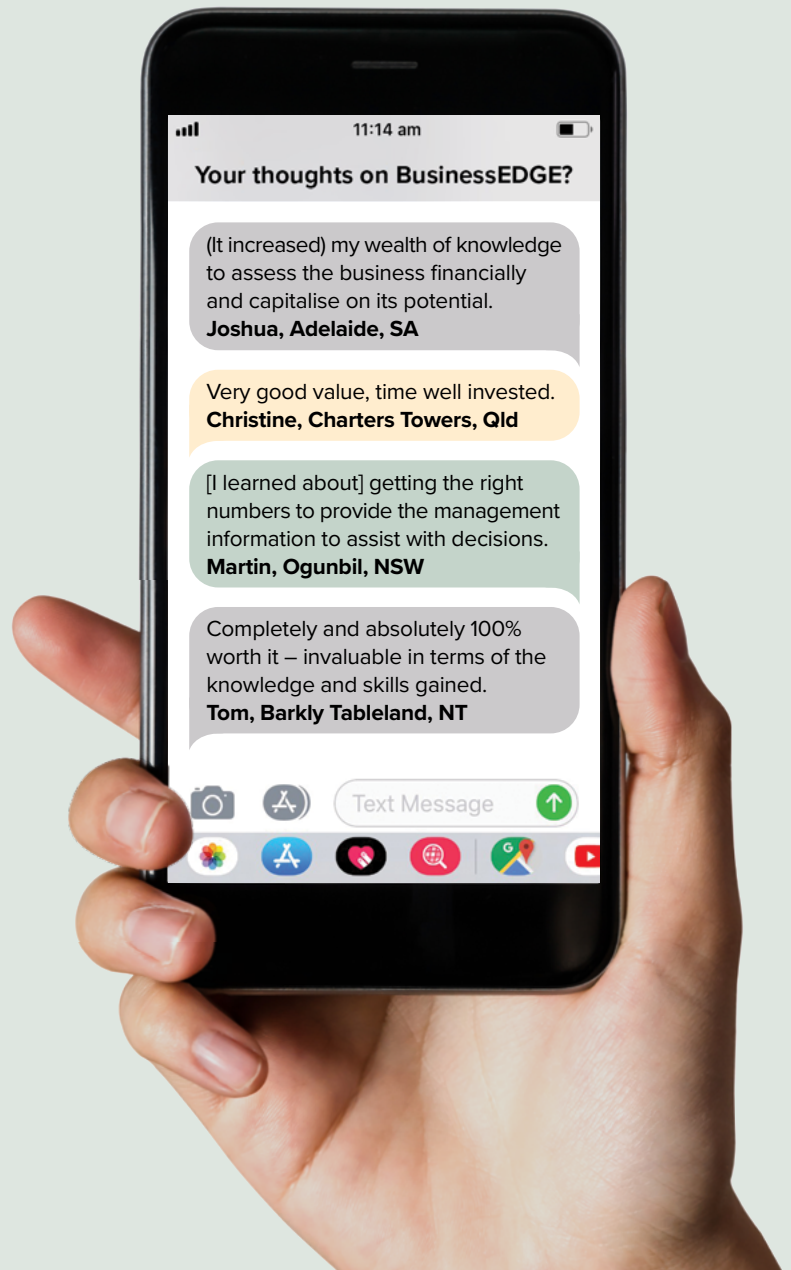 11:14 am
Your thoughts on BusinessEDGE?
(It increased) my wealth of knowledge
to assess the business financially
and capitalise on its potential.
Joshua, Adelaide, SA
Very good value, time well invested.
Christine, Charters Towers, Qld
[I learned about] getting the right
numbers to provide the management
information to assist with decisions.
Martin, Ogunbil, NSW
Completely and absolutely 100%
worth it – invaluable in terms of the
knowledge and skills gained.
Tom, Barkly Tableland, NT
Text Message
G